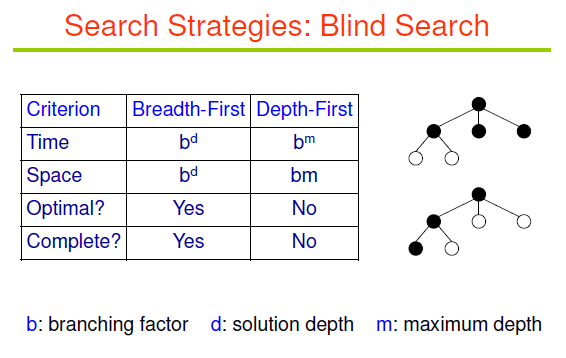 Search Strategies: Blind Search
Criterion Breadth-First Depth-First
Time b^d b^m
Space b^d bm
Optimal? Yes No
Complete? Yes No
b: branching factor d: solution depth m: maximum depth